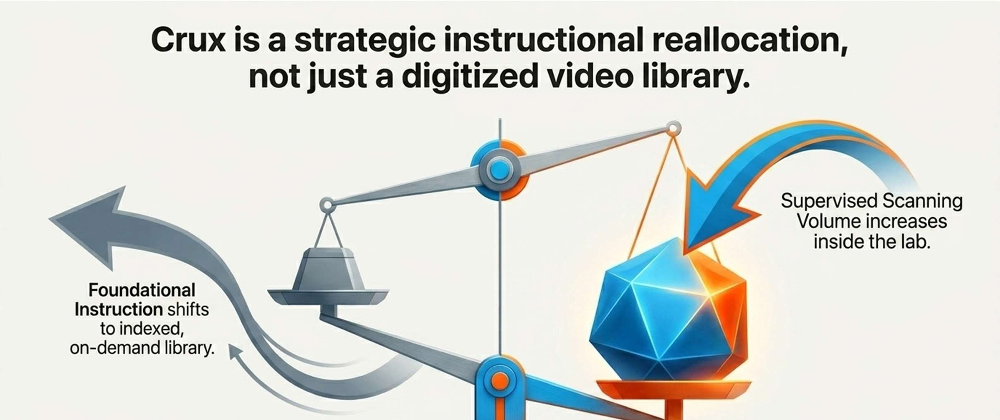 Crux is a strategic instructional reallocation,
not just a digitized video library.
Supervised Scanning
Volume increases
inside the lab.
Foundational
Instruction shifts
to indexed,
on-demand library.